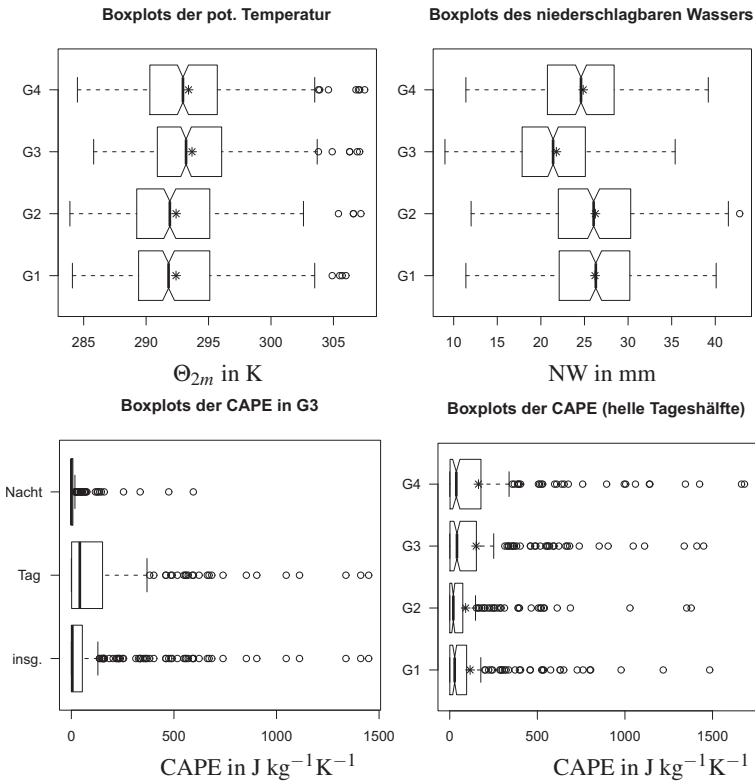 Boxplots der pot. Temperatur
G4
G3
G2
G1
285 290 295 300 305
Θ₂ₘ in K
Boxplots des niederschlagbaren Wassers
G4
G3
G2
G1
10 15 20 25 30 35 40
NW in mm
Boxplots der CAPE in G3
Nacht
Tag
insg.
0 500 1000 1500
CAPE in J kg⁻¹K⁻¹
Boxplots der CAPE (helle Tageshälfte)
G4
G3
G2
G1
0 500 1000 1500
CAPE in J kg⁻¹K⁻¹